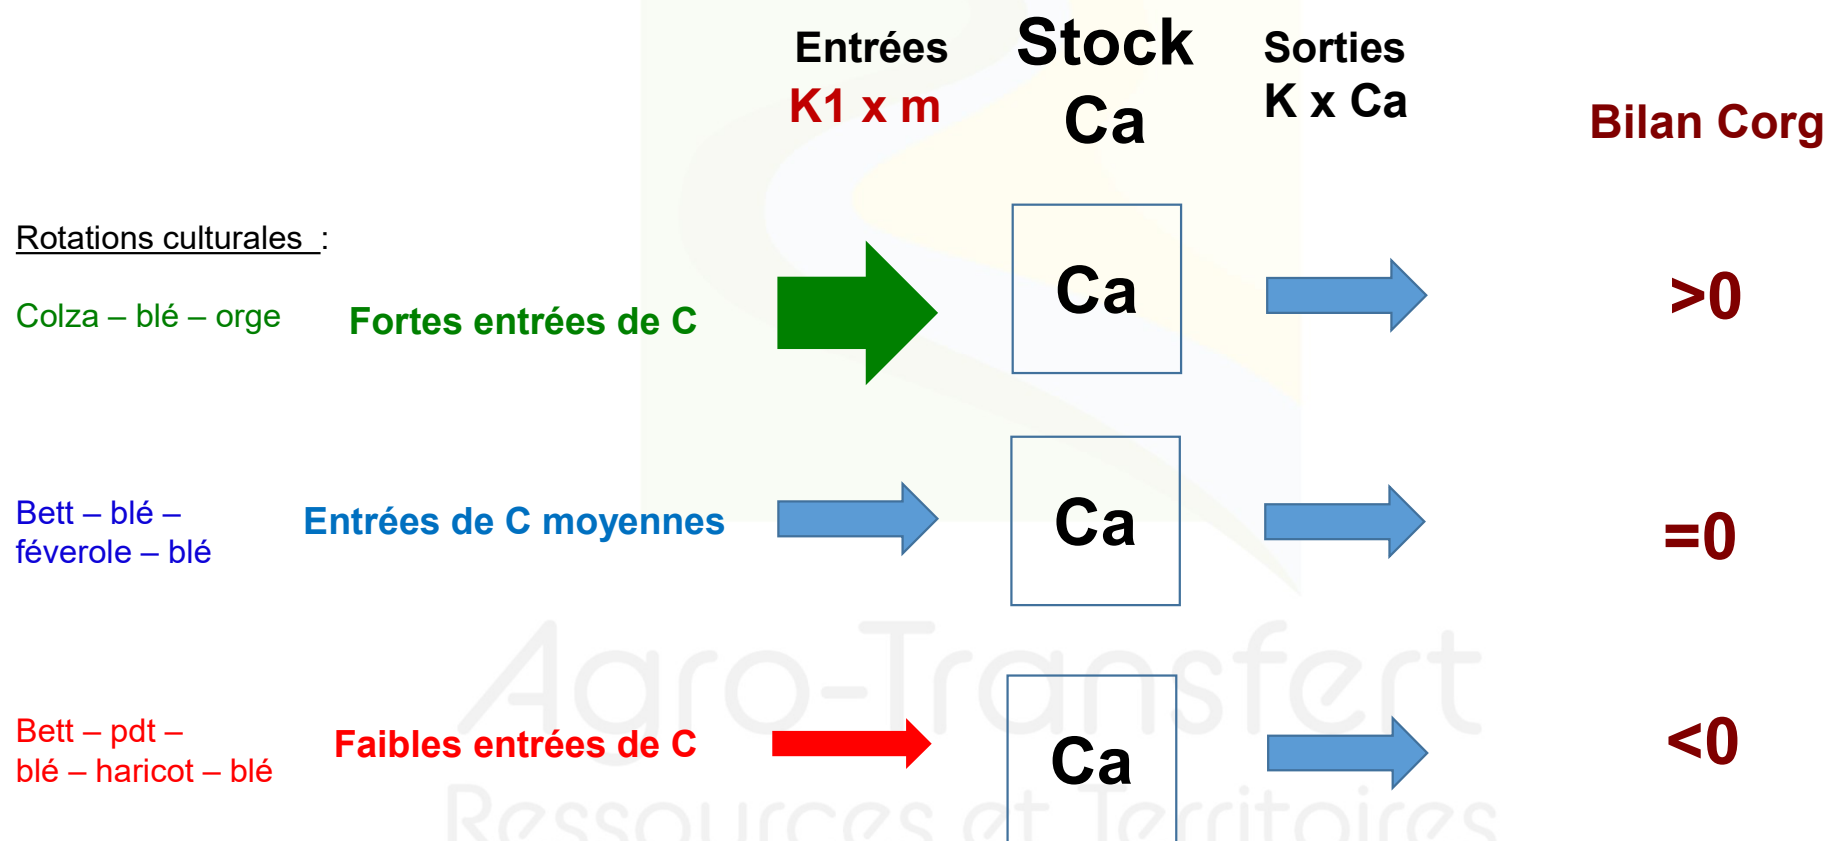 Entrées
K1 x m
Stock
Ca
Sorties
K x Ca
Bilan Corg
Rotations culturales :
Colza – blé – orge
Fortes entrées de C
Ca
>0
Bett – blé –
féverole – blé
Entrées de C moyennes
Ca
=0
Bett – pdt –
blé – haricot – blé
Faibles entrées de C
Ca
<0
Agro-Transfert
Ressources et Territoires